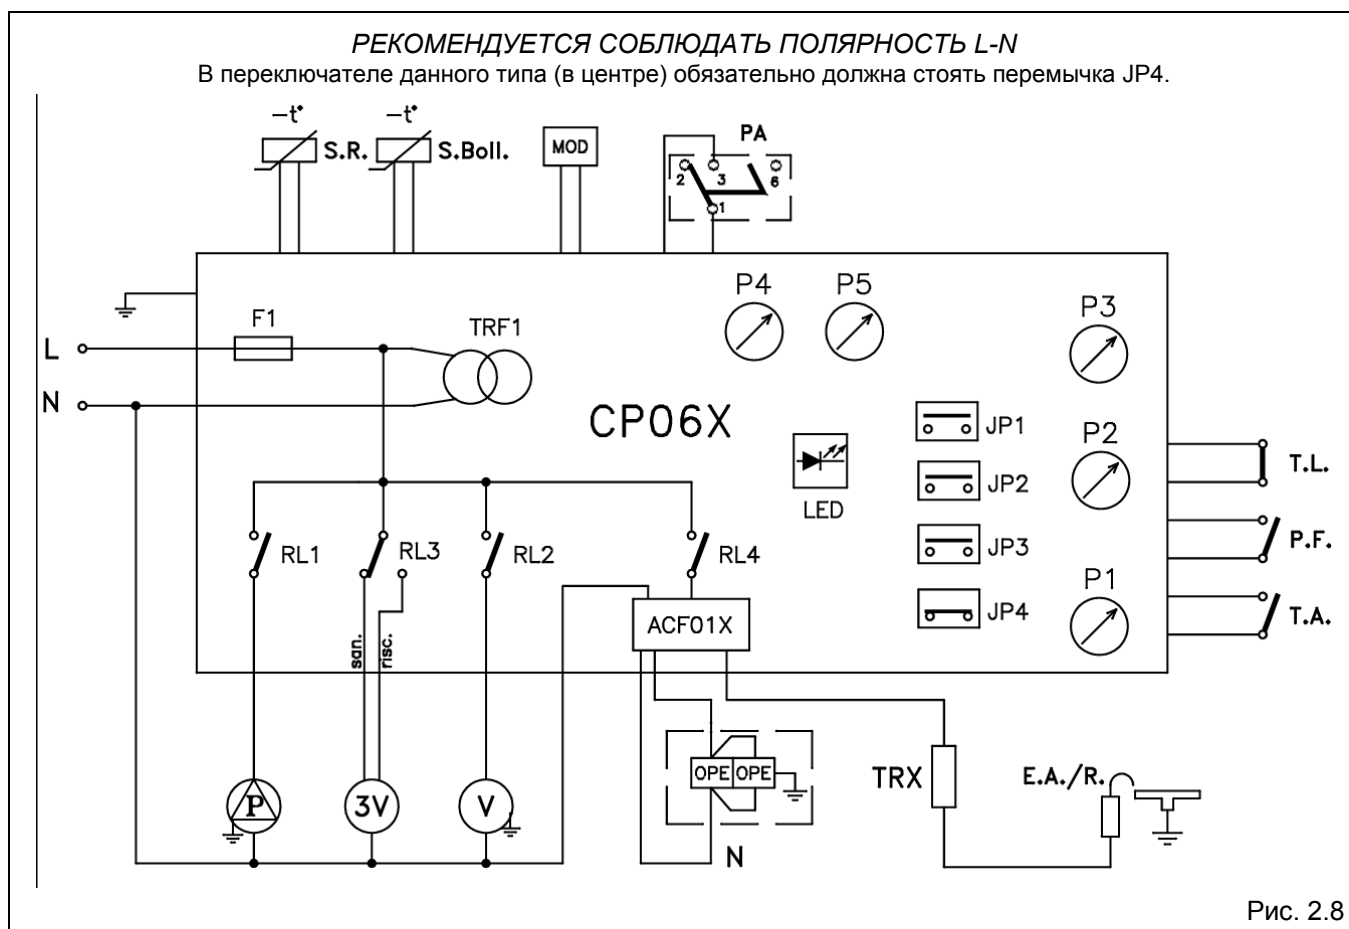 РЕКОМЕНДУЕТСЯ СОБЛЮДАТЬ ПОЛЯРНОСТЬ L-N
В переключателе данного типа (в центре) обязательно должна стоять перемычка JP4.
-t° -t°
S.R. S.Boll. MOD PA
2 3 6
1
P4 P5 P3
F1 TRF1
L
N
CP06X
JP1
P2
JP2
T.L.
LED
RL1 RL3 RL2 RL4
JP3
P.F.
P1
JP4
T.A.
ACF01X
san. risc.
OPE OPE
TRX E.A./R.
P 3V V
N
Рис. 2.8